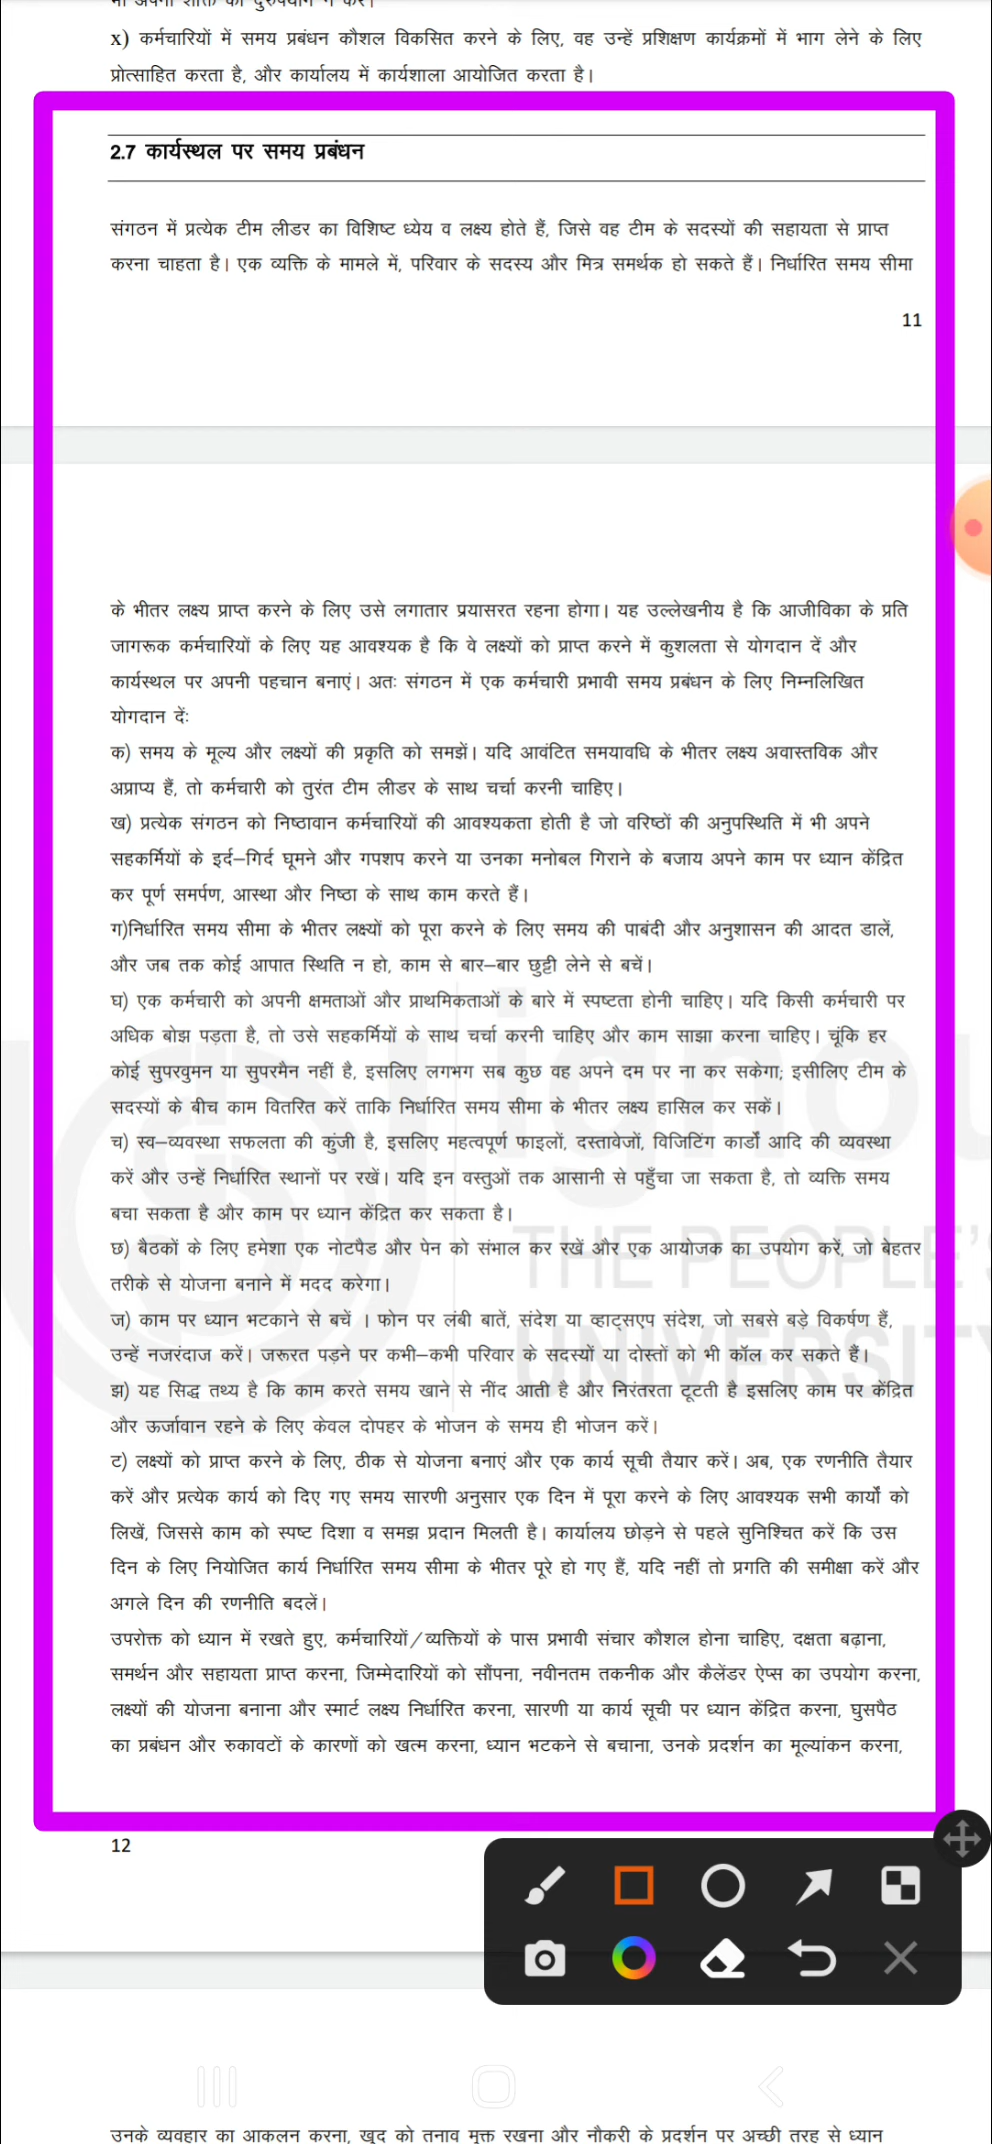 x) कर्मचारियों में समय प्रबंधन कौशल विकसित करने के लिए, वह उन्हें प्रशिक्षण कार्यक्रमों में भाग लेने के लिए
प्रोत्साहित करता है, और कार्यालय में कार्यशाला आयोजित करता है।
2.7 कार्यस्थल पर समय प्रबंधन
संगठन में प्रत्येक टीम लीडर का विशिष्ट ध्येय व लक्ष्य होते हैं, जिसे वह टीम के सदस्यों की सहायता से प्राप्त
करना चाहता है। एक व्यक्ति के मामले में, परिवार के सदस्य और मित्र समर्थक हो सकते हैं। निर्धारित समय सीमा
11
के भीतर लक्ष्य प्राप्त करने के लिए उसे लगातार प्रयासरत रहना होगा। यह उल्लेखनीय है कि आजीविका के प्रति
जागरूक कर्मचारियों के लिए यह आवश्यक है कि वे लक्ष्यों को प्राप्त करने में कुशलता से योगदान दें और
कार्यस्थल पर अपनी पहचान बनाएं। अतः संगठन में एक कर्मचारी प्रभावी समय प्रबंधन के लिए निम्नलिखित
योगदान दें:
क) समय के मूल्य और लक्ष्यों की प्रकृति को समझें। यदि आवंटित समयावधि के भीतर लक्ष्य अवास्तविक और
अप्राप्य हैं, तो कर्मचारी को तुरंत टीम लीडर के साथ चर्चा करनी चाहिए।
ख) प्रत्येक संगठन को निष्ठावान कर्मचारियों की आवश्यकता होती है जो वरिष्ठों की अनुपस्थिति में भी अपने
सहकर्मियों के इर्द–गिर्द घूमने और गपशप करने या उनका मनोबल गिराने के बजाय अपने काम पर ध्यान केंद्रित
कर पूर्ण समर्पण, आस्था और निष्ठा के साथ काम करते हैं।
ग)निर्धारित समय सीमा के भीतर लक्ष्यों को पूरा करने के लिए समय की पाबंदी और अनुशासन की आदत डालें,
और जब तक कोई आपात स्थिति न हो, काम से बार–बार छुट्टी लेने से बचें।
घ) एक कर्मचारी को अपनी क्षमताओं और प्राथमिकताओं के बारे में स्पष्टता होनी चाहिए। यदि किसी कर्मचारी पर
अधिक बोझ पड़ता है, तो उसे सहकर्मियों के साथ चर्चा करनी चाहिए और काम साझा करना चाहिए। चूंकि हर
कोई सुपरवुमन या सुपरमैन नहीं है, इसलिए लगभग सब कुछ वह अपने दम पर ना कर सकेगा; इसीलिए टीम के
सदस्यों के बीच काम वितरित करें ताकि निर्धारित समय सीमा के भीतर लक्ष्य हासिल कर सकें।
च) स्व–व्यवस्था सफलता की कुंजी है, इसलिए महत्वपूर्ण फाइलों, दस्तावेजों, विजिटिंग कार्डों आदि की व्यवस्था
करें और उन्हें निर्धारित स्थानों पर रखें। यदि इन वस्तुओं तक आसानी से पहुँचा जा सकता है, तो व्यक्ति समय
बचा सकता है और काम पर ध्यान केंद्रित कर सकता है।
छ) बैठकों के लिए हमेशा एक नोटपैड और पेन को संभाल कर रखें और एक आयोजक का उपयोग करें, जो बेहतर
तरीके से योजना बनाने में मदद करेगा।
ज) काम पर ध्यान भटकाने से बचें । फोन पर लंबी बातें, संदेश या व्हाट्सएप संदेश, जो सबसे बड़े विकर्षण हैं,
उन्हें नजरंदाज करें। जरूरत पड़ने पर कभी–कभी परिवार के सदस्यों या दोस्तों को भी कॉल कर सकते हैं।
झ) यह सिद्ध तथ्य है कि काम करते समय खाने से नींद आती है और निरंतरता टूटती है इसलिए काम पर केंद्रित
और ऊर्जावान रहने के लिए केवल दोपहर के भोजन के समय ही भोजन करें।
ट) लक्ष्यों को प्राप्त करने के लिए, ठीक से योजना बनाएं और एक कार्य सूची तैयार करें। अब, एक रणनीति तैयार
करें और प्रत्येक कार्य को दिए गए समय सारणी अनुसार एक दिन में पूरा करने के लिए आवश्यक सभी कार्यों को
लिखें, जिससे काम को स्पष्ट दिशा व समझ प्रदान मिलती है। कार्यालय छोड़ने से पहले सुनिश्चित करें कि उस
दिन के लिए नियोजित कार्य निर्धारित समय सीमा के भीतर पूरे हो गए हैं, यदि नहीं तो प्रगति की समीक्षा करें और
अगले दिन की रणनीति बदलें।
उपरोक्त को ध्यान में रखते हुए, कर्मचारियों/व्यक्तियों के पास प्रभावी संचार कौशल होना चाहिए, दक्षता बढ़ाना,
समर्थन और सहायता प्राप्त करना, जिम्मेदारियों को सौंपना, नवीनतम तकनीक और कैलेंडर ऐप्स का उपयोग करना,
लक्ष्यों की योजना बनाना और स्मार्ट लक्ष्य निर्धारित करना, सारणी या कार्य सूची पर ध्यान केंद्रित करना, घुसपैठ
का प्रबंधन और रुकावटों के कारणों को खत्म करना, ध्यान भटकने से बचाना, उनके प्रदर्शन का मूल्यांकन करना,
ignou
THE PEOPLE'S
UNIVERSITY
12
उनके व्यवहार का आकलन करना, खुद को तनाव मुक्त रखना और नौकरी के प्रदर्शन पर अच्छी तरह से ध्यान